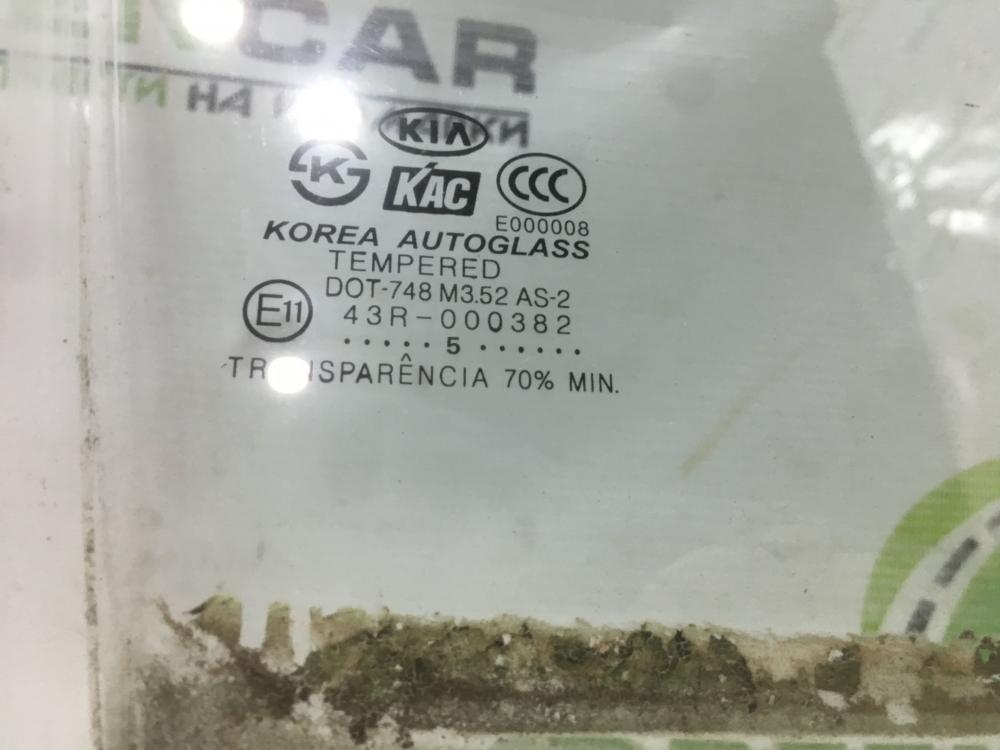 CAR
НА И
KIA
K
KAC
CCC
E000008
KOREA AUTOGLASS
TEMPERED
DOT-748 M3.52 AS-2
E11
43R-000382
.....5......
70% MIN.